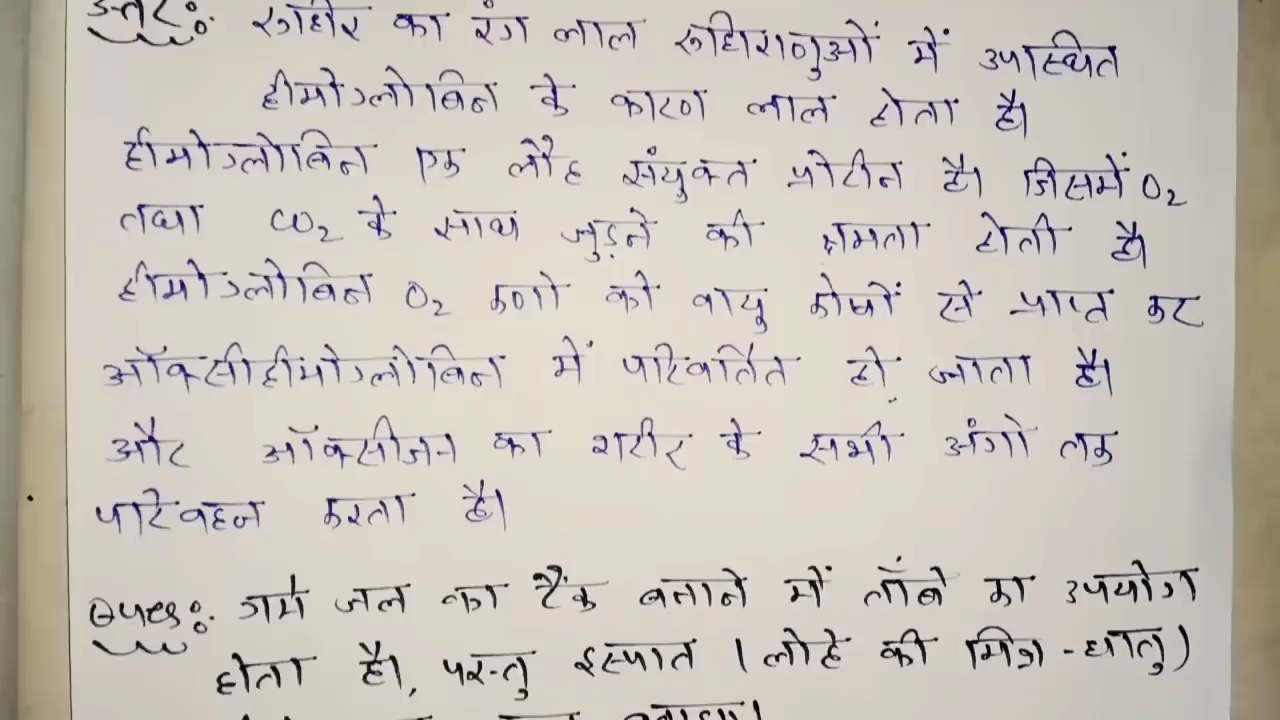 उत्तर:
रुहीर का रंग लाल रुधिराणुओं में उपस्थित
हीमोग्लोबिन के कारण लाल होता है।
हीमोग्लोबिन एक लौह संयुक्त प्रोटीन है। जिसमें O₂
तथा CO₂ के साथ जुड़ने की क्षमता होती है।
हीमोग्लोबिन O₂ कणो को वायु कोषों से प्राप्त कर
ऑक्सीहीमोग्लोबिन में परिवर्तित हो जाता है।
और ऑक्सीजन का शरीर के सभी अंगो तक
परिवहन करता है।
Ques: गर्म जल का टैंक बनाने में ताँबे का उपयोग
होता है, परन्तु इस्पात (लोहे की मिश्र-धातु)